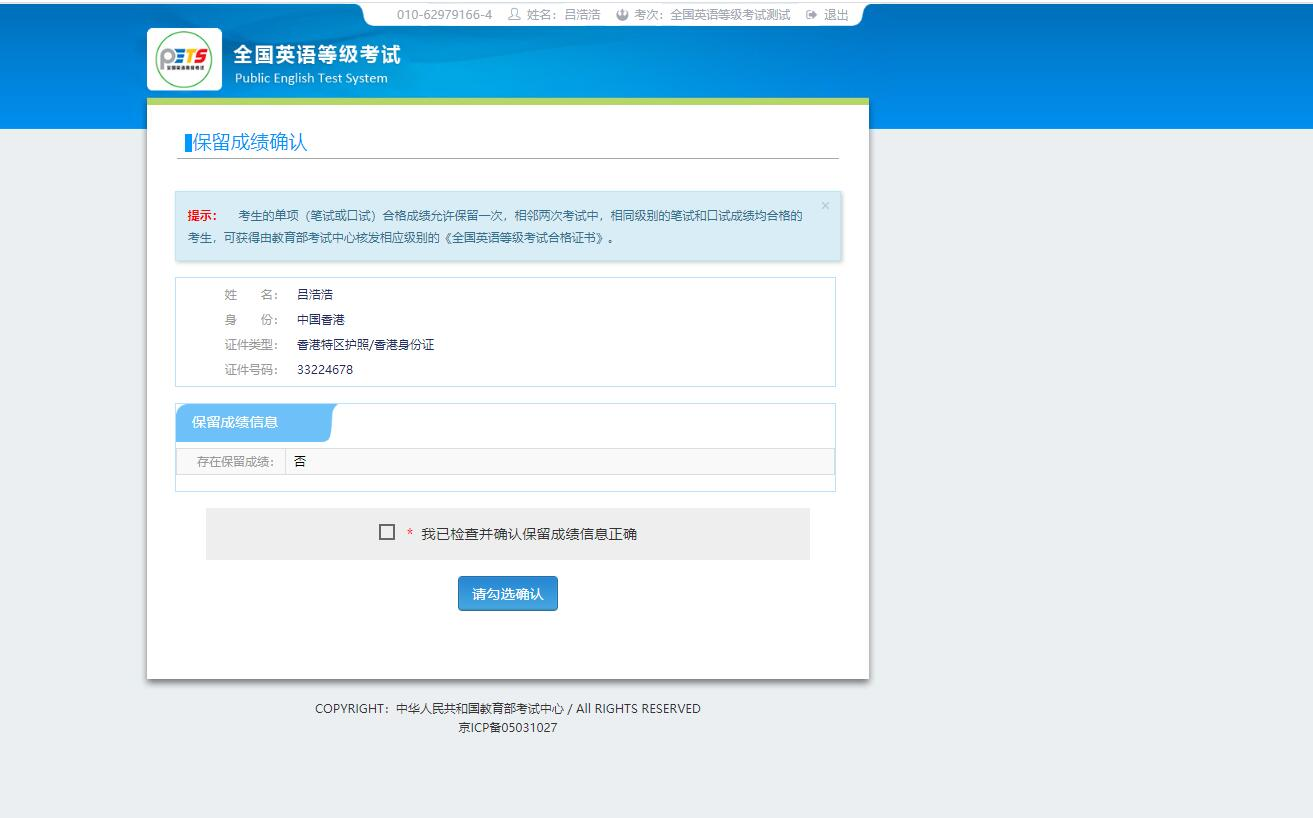 010-62979166-4 姓名：吕浩浩 考次：全国英语等级考试测试 退出
PETS
全国英语等级考试
全国英语等级考试
Public English Test System
保留成绩确认
提示： 考生的单项（笔试或口试）合格成绩允许保留一次，相邻两次考试中，相同级别的笔试和口试成绩均合格的
考生，可获得由教育部考试中心核发相应级别的《全国英语等级考试合格证书》。
×
姓 名： 吕浩浩
身 份： 中国香港
证件类型： 香港特区护照/香港身份证
证件号码： 33224678
保留成绩信息
存在保留成绩： 否
* 我已检查并确认保留成绩信息正确
请勾选确认
COPYRIGHT：中华人民共和国教育部考试中心 / All RIGHTS RESERVED
京ICP备05031027